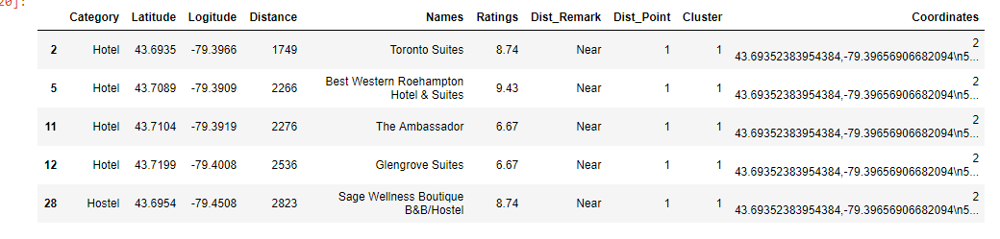 20]:
Category Latitude Logitude Distance Names Ratings Dist_Remark Dist_Point Cluster Coordinates
2 Hotel 43.6935 -79.3966 1749 Toronto Suites 8.74 Near 1 1 2
43.69352383954384,-79.39656906682094\n5...
5 Hotel 43.7089 -79.3909 2266 Best Western Roehampton
Hotel & Suites 9.43 Near 1 1 2
43.69352383954384,-79.39656906682094\n5...
11 Hotel 43.7104 -79.3919 2276 The Ambassador 6.67 Near 1 1 2
43.69352383954384,-79.39656906682094\n5...
12 Hotel 43.7199 -79.4008 2536 Glengrove Suites 6.67 Near 1 1 2
43.69352383954384,-79.39656906682094\n5...
28 Hostel 43.6954 -79.4508 2823 Sage Wellness Boutique
B&B/Hostel 8.74 Near 1 1 2
43.69352383954384,-79.39656906682094\n5...